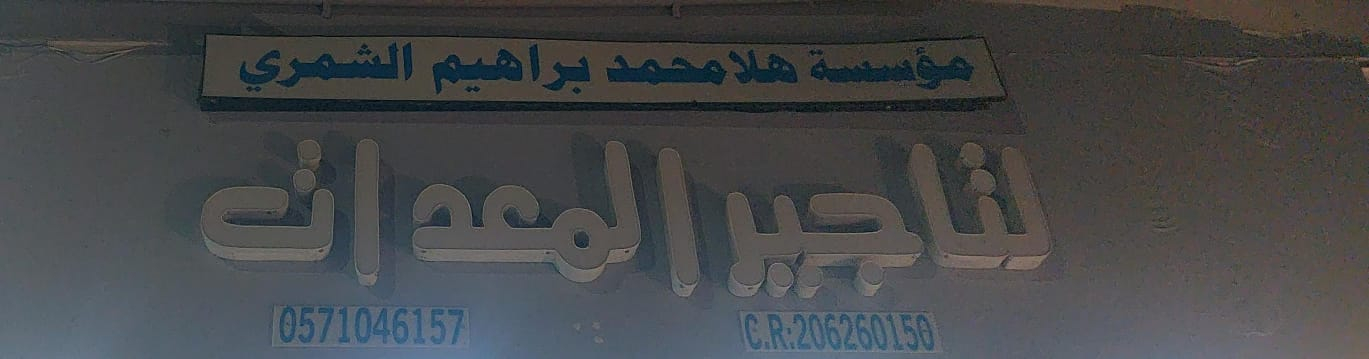 مؤسسة هلا محمد براهيم الشمري
لتاجير المعدات
C.R:206260150
0571046157